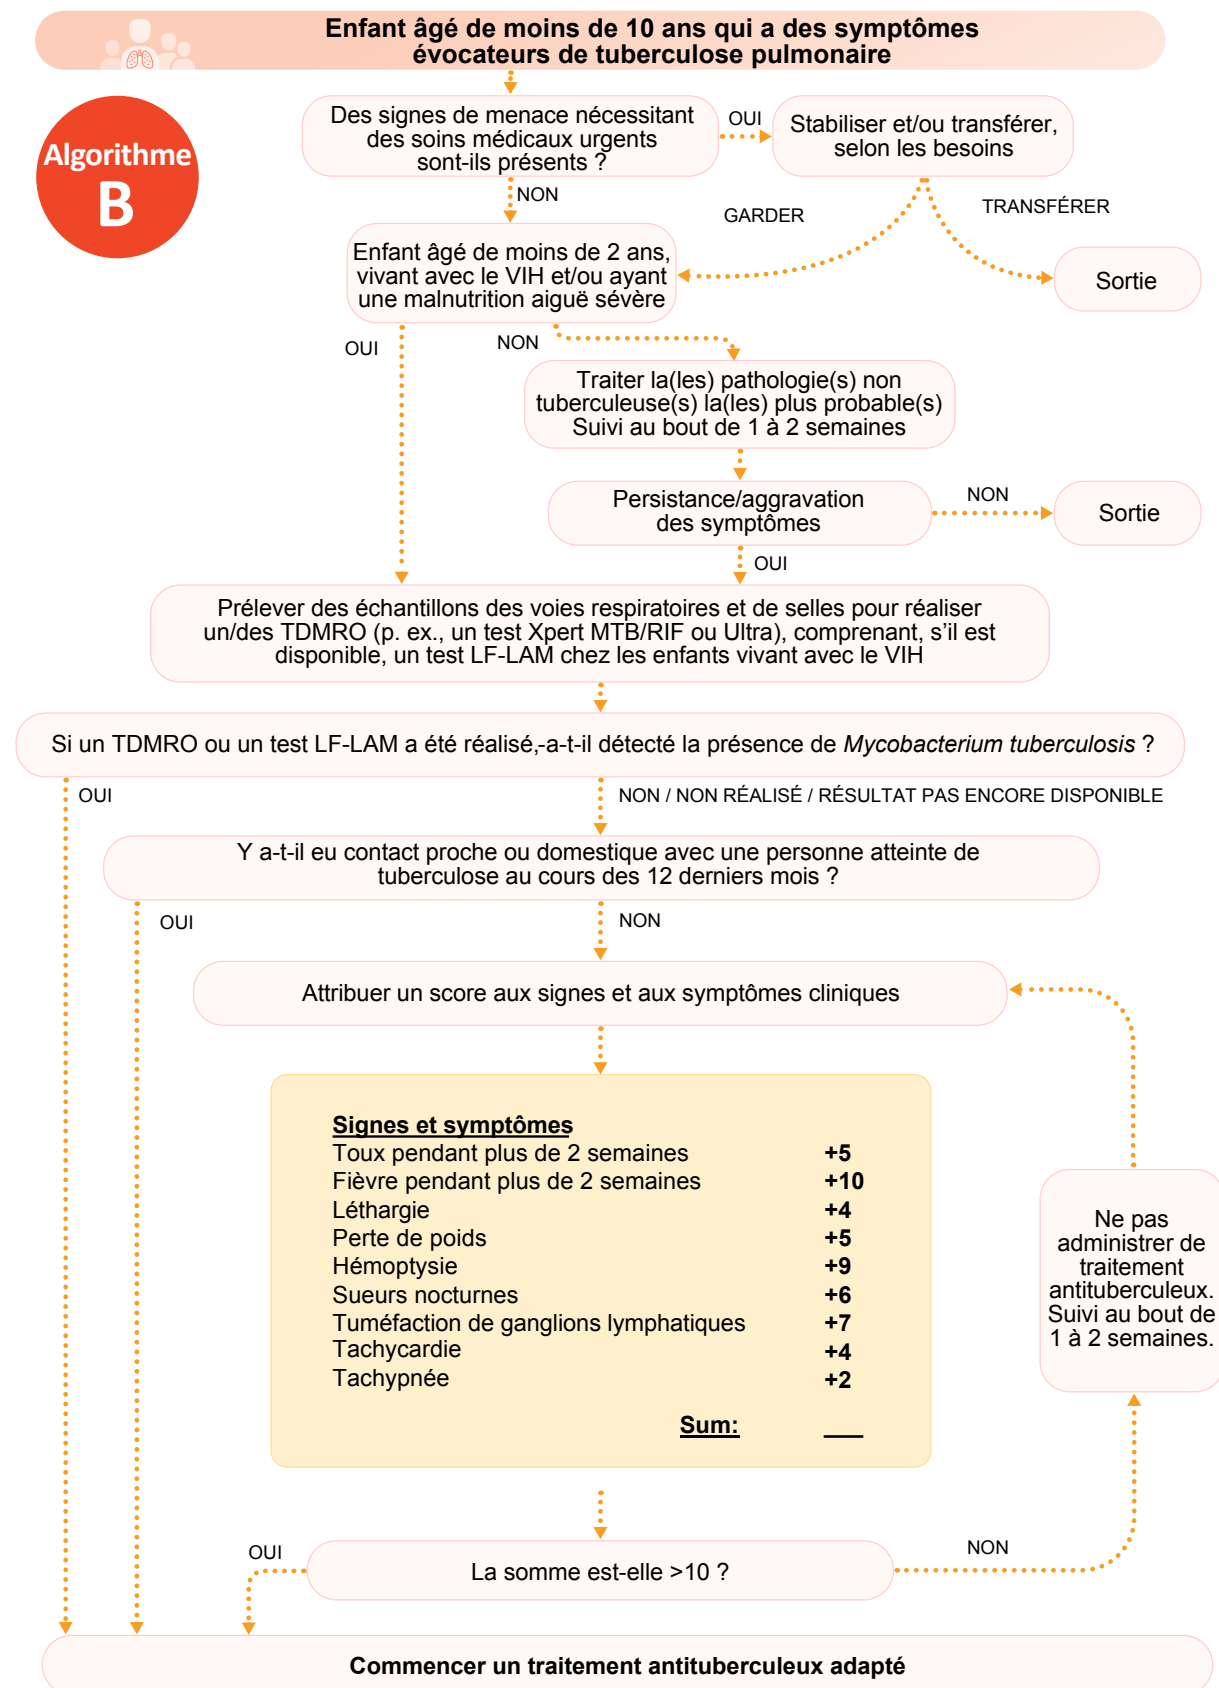 Enfant âgé de moins de 10 ans qui a des symptômes
évocateurs de tuberculose pulmonaire
Algorithme
B
Des signes de menace nécessitant
des soins médicaux urgents
sont-ils présents ?
OUI
Stabiliser et/ou transférer,
selon les besoins
NON
GARDER
TRANSFÉRER
Enfant âgé de moins de 2 ans,
vivant avec le VIH et/ou ayant
une malnutrition aiguë sévère
Sortie
OUI
NON
Traiter la(les) pathologie(s) non
tuberculeuse(s) la(les) plus probable(s)
Suivi au bout de 1 à 2 semaines
Persistance/aggravation
des symptômes
NON
Sortie
OUI
Prélever des échantillons des voies respiratoires et de selles pour réaliser
un/des TDMRO (p. ex., un test Xpert MTB/RIF ou Ultra), comprenant, s’il est
disponible, un test LF-LAM chez les enfants vivant avec le VIH
Si un TDMRO ou un test LF-LAM a été réalisé,-a-t-il détecté la présence de Mycobacterium tuberculosis ?
OUI
NON / NON RÉALISÉ / RÉSULTAT PAS ENCORE DISPONIBLE
Y a-t-il eu contact proche ou domestique avec une personne atteinte de
tuberculose au cours des 12 derniers mois ?
OUI
NON
Attribuer un score aux signes et aux symptômes cliniques
Signes et symptômes
Toux pendant plus de 2 semaines +5
Fièvre pendant plus de 2 semaines +10
Léthargie +4
Perte de poids +5
Hémoptysie +9
Sueurs nocturnes +6
Tuméfaction de ganglions lymphatiques +7
Tachycardie +4
Tachypnée +2
Sum: ___
Ne pas
administrer de
traitement
antituberculeux.
Suivi au bout de
1 à 2 semaines.
OUI
La somme est-elle >10 ?
NON
Commencer un traitement antituberculeux adapté